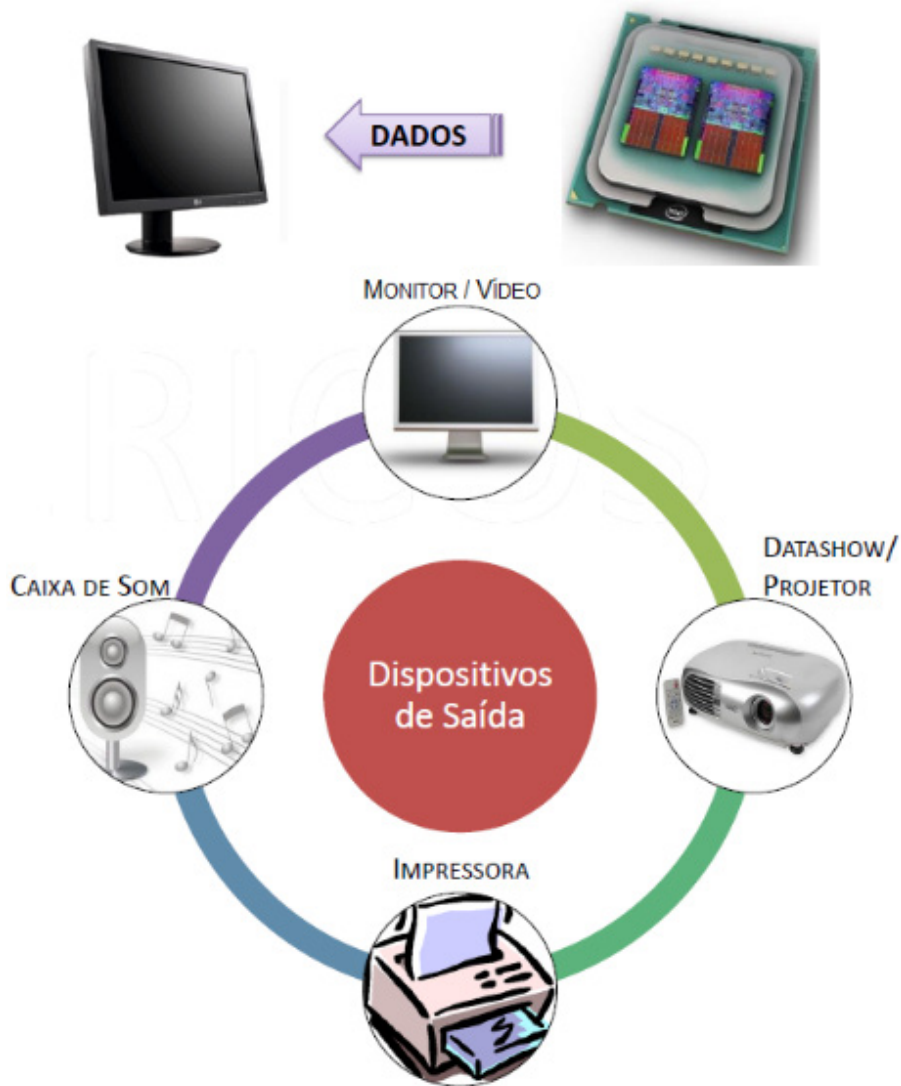 DADOS
MONITOR / VÍDEO
DATASHOW/
PROJETOR
CAIXA DE SOM
Dispositivos
de Saída
IMPRESSORA